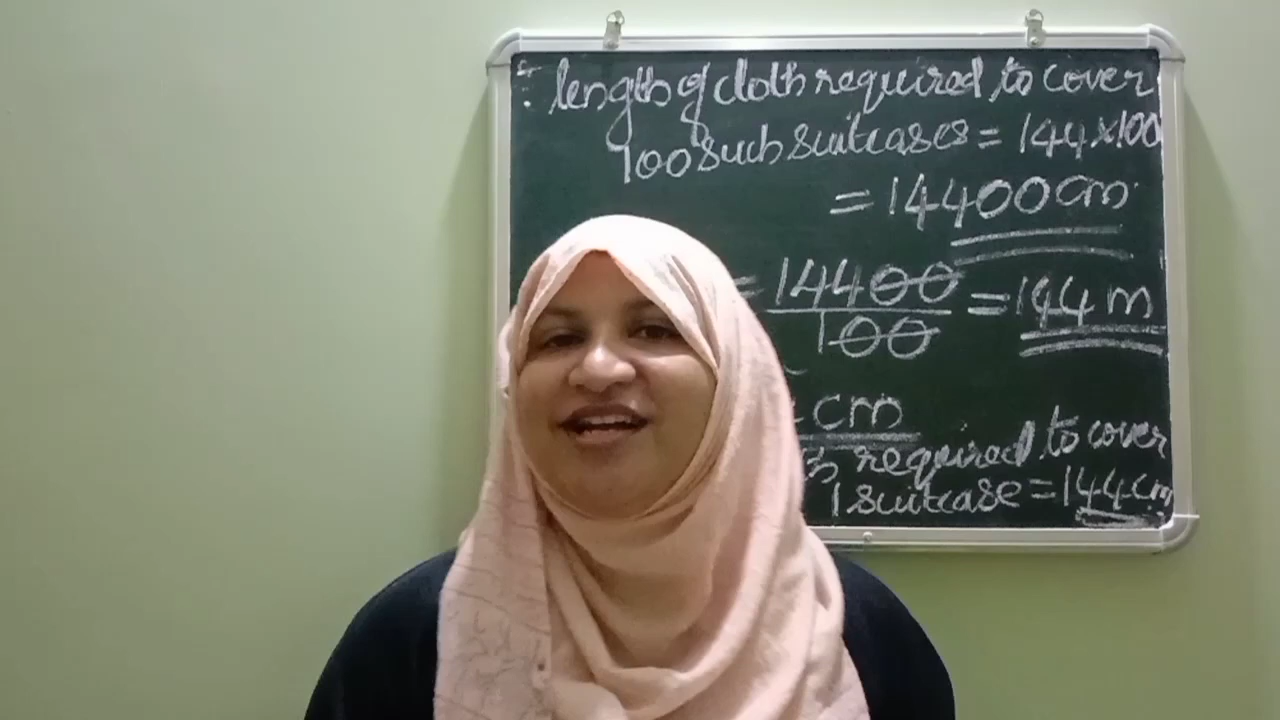 ∴ length of cloth required to cover
100 such suitcases = 144×100
= 14400 cm
= 14400 = 144 m
100
cm
required to cover
1 suitcase = 144 cm